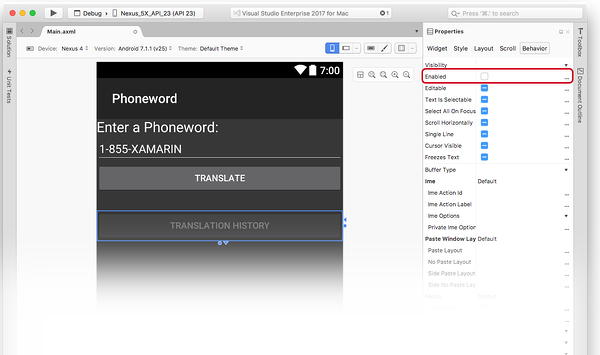 Debug › Nexus_5X_API_23 (API 23)
Visual Studio Enterprise 2017 for Mac
1
Press '⌘.' to search
Solution
Unit Tests
Main.axml
Device: Nexus 4
Version: Android 7.1.1 (v25)
Theme: Default Theme
7:00
Phoneword
Enter a Phoneword:
1-855-XAMARIN
TRANSLATE
TRANSLATION HISTORY
Properties
Widget Style Layout Scroll Behavior
Visibility
Enabled
Editable
Text Is Selectable
Select All On Focus
Scroll Horizontally
Single Line
Cursor Visible
Freezes Text
Buffer Type
Ime Default
Ime Action Id
Ime Action Label
Ime Options
Private Ime Option
Paste Window Lay Default
Paste Layout
No Paste Layout
Side Paste Layout
Toolbox
Document Outline